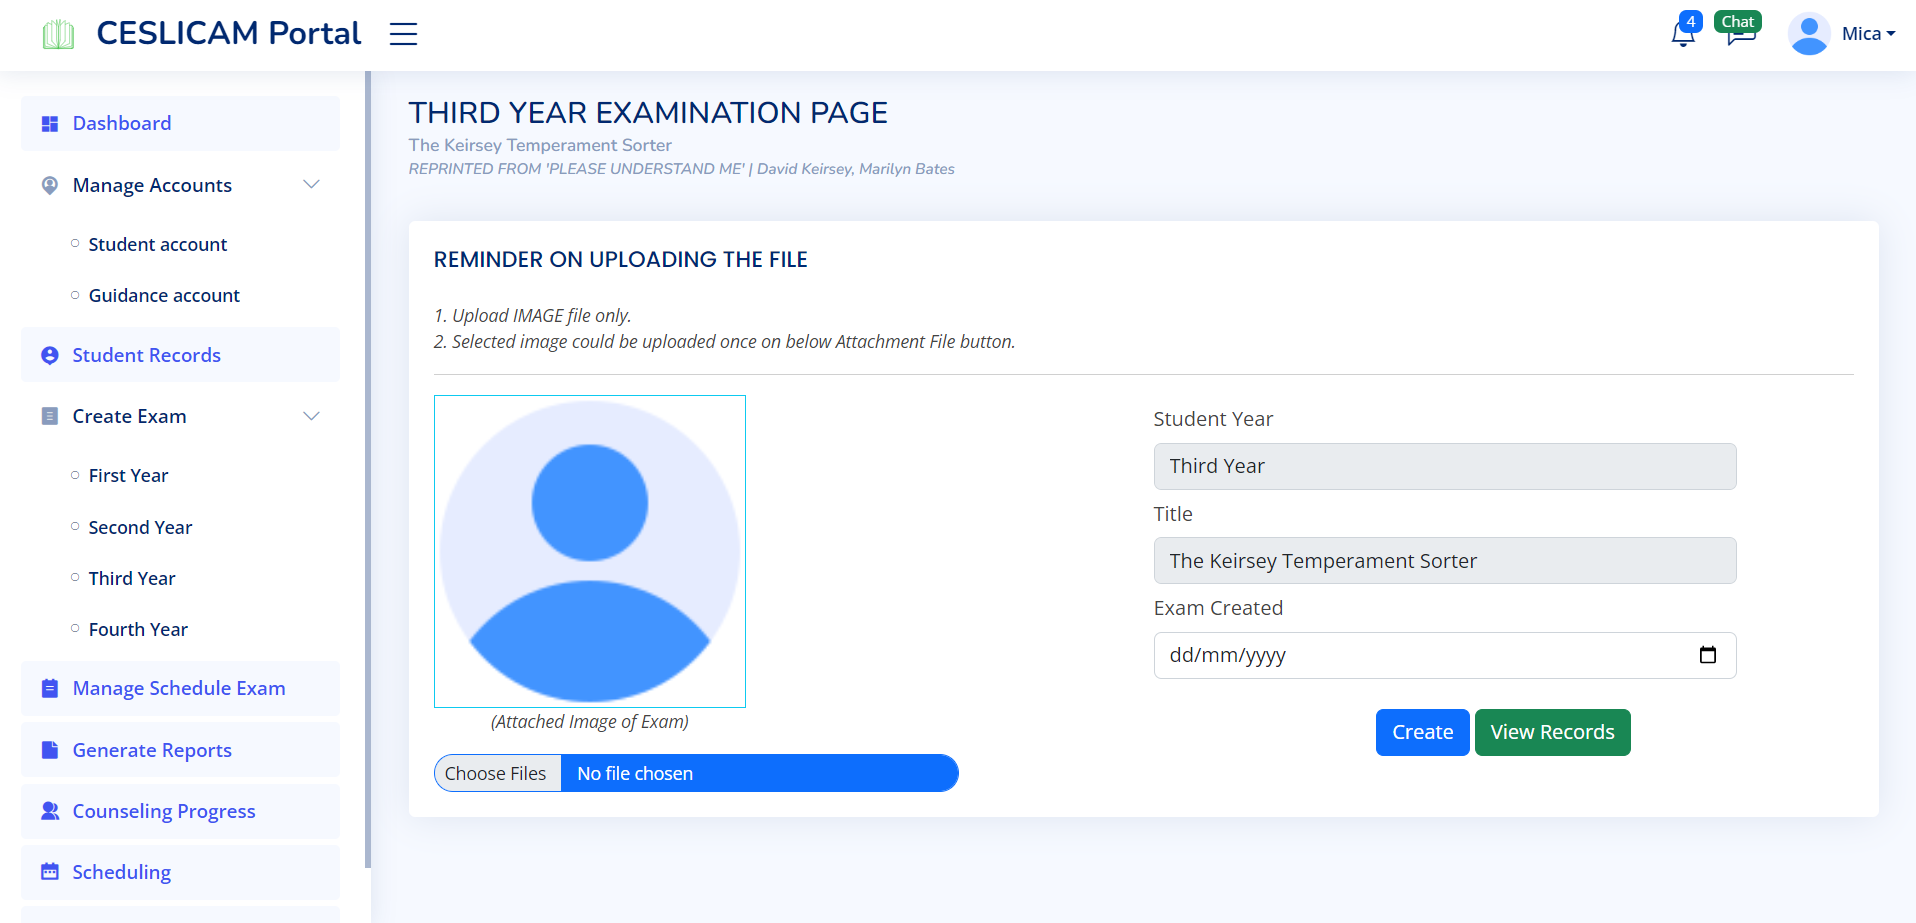 CESLICAM Portal
4
Chat
Mica
Dashboard
Manage Accounts
Student account
Guidance account
Student Records
Create Exam
First Year
Second Year
Third Year
Fourth Year
Manage Schedule Exam
Generate Reports
Counseling Progress
Scheduling
THIRD YEAR EXAMINATION PAGE
The Keirsey Temperament Sorter
REPRINTED FROM 'PLEASE UNDERSTAND ME' | David Keirsey, Marilyn Bates
REMINDER ON UPLOADING THE FILE
1. Upload IMAGE file only.
2. Selected image could be uploaded once on below Attachment File button.
(Attached Image of Exam)
Choose Files No file chosen
Student Year
Third Year
Title
The Keirsey Temperament Sorter
Exam Created
dd/mm/yyyy
Create View Records